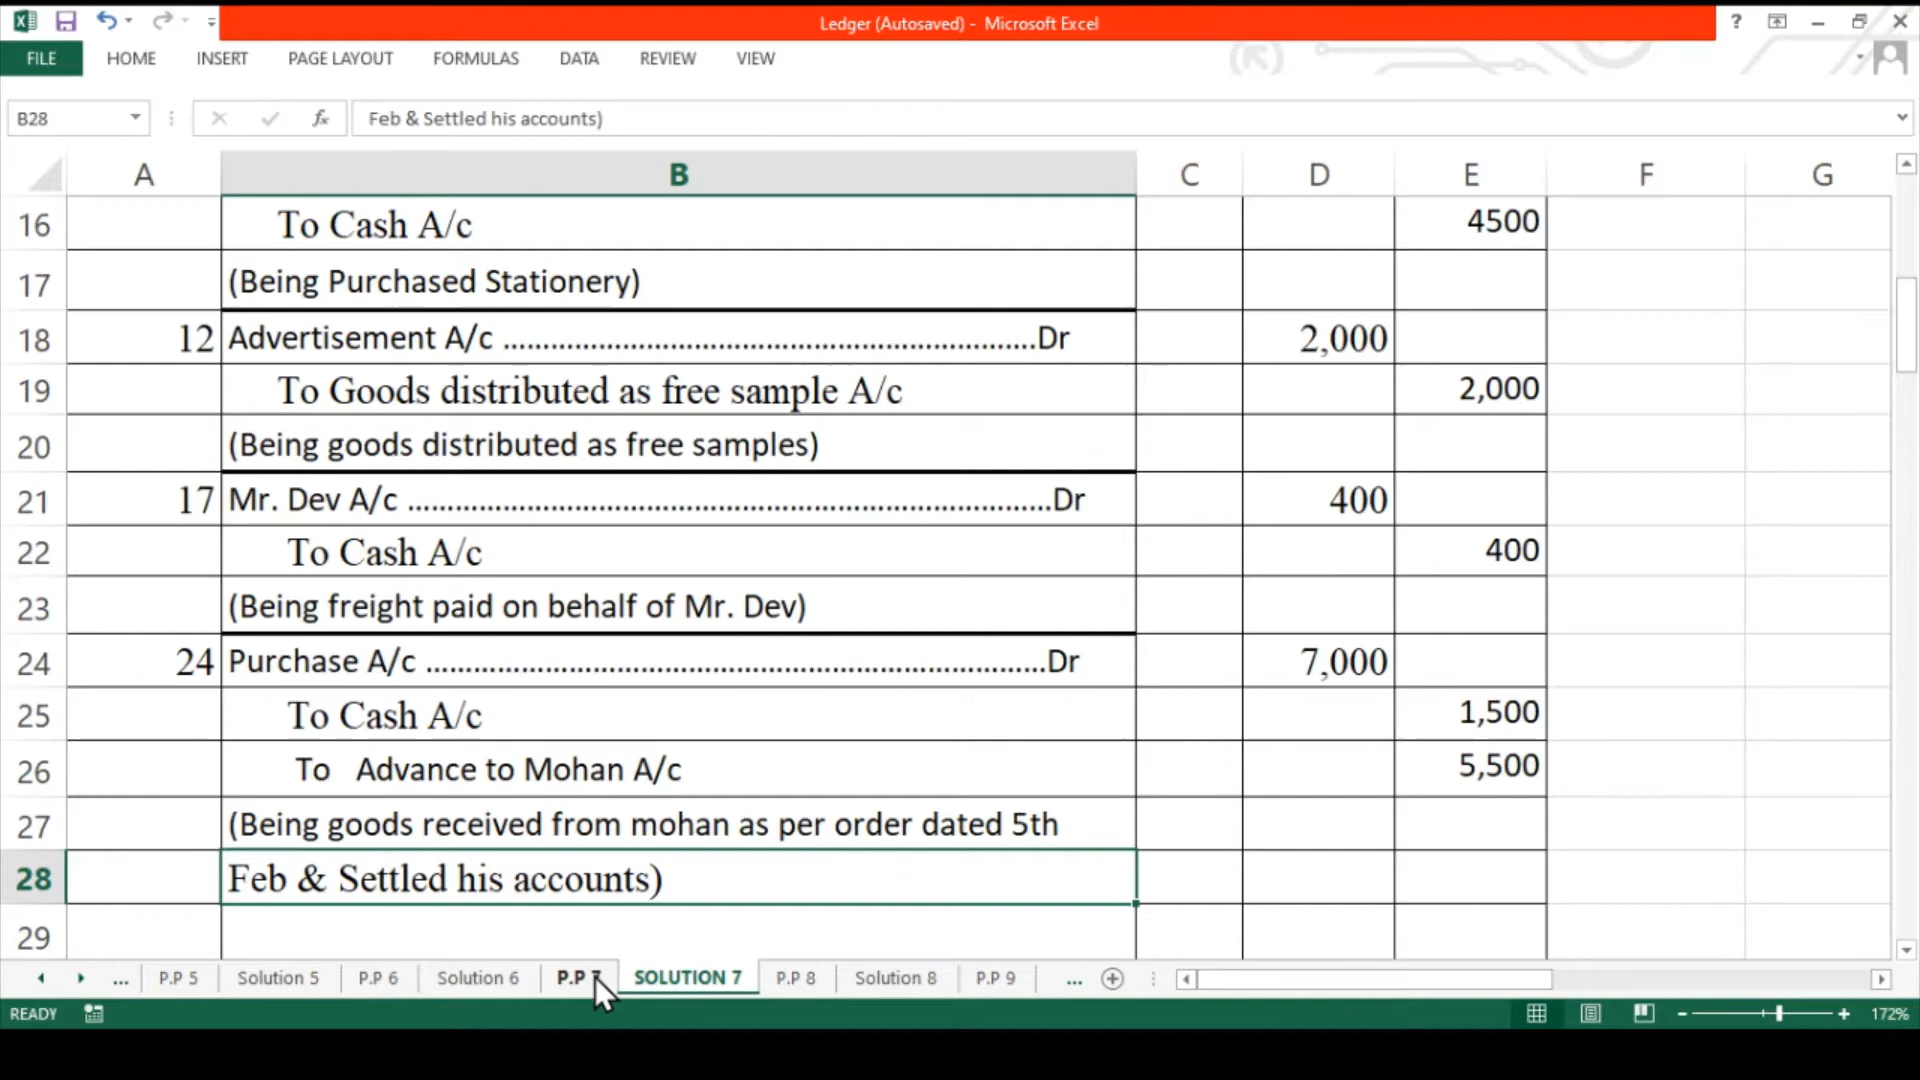 Ledger (Autosaved) - Microsoft Excel
?
FILE HOME INSERT PAGE LAYOUT FORMULAS DATA REVIEW VIEW
B28 fx Feb & Settled his accounts)
A B C D E F G
16 To Cash A/c 4500
17 (Being Purchased Stationery)
18 12 Advertisement A/c ....................................................................Dr 2,000
19 To Goods distributed as free sample A/c 2,000
20 (Being goods distributed as free samples)
21 17 Mr. Dev A/c ..................................................................................Dr 400
22 To Cash A/c 400
23 (Being freight paid on behalf of Mr. Dev)
24 24 Purchase A/c ...............................................................................Dr 7,000
25 To Cash A/c 1,500
26 To Advance to Mohan A/c 5,500
27 (Being goods received from mohan as per order dated 5th
28 Feb & Settled his accounts)
29
... P.P 5 Solution 5 P.P 6 Solution 6 P.P 7 SOLUTION 7 P.P 8 Solution 8 P.P 9 ...
READY 172%